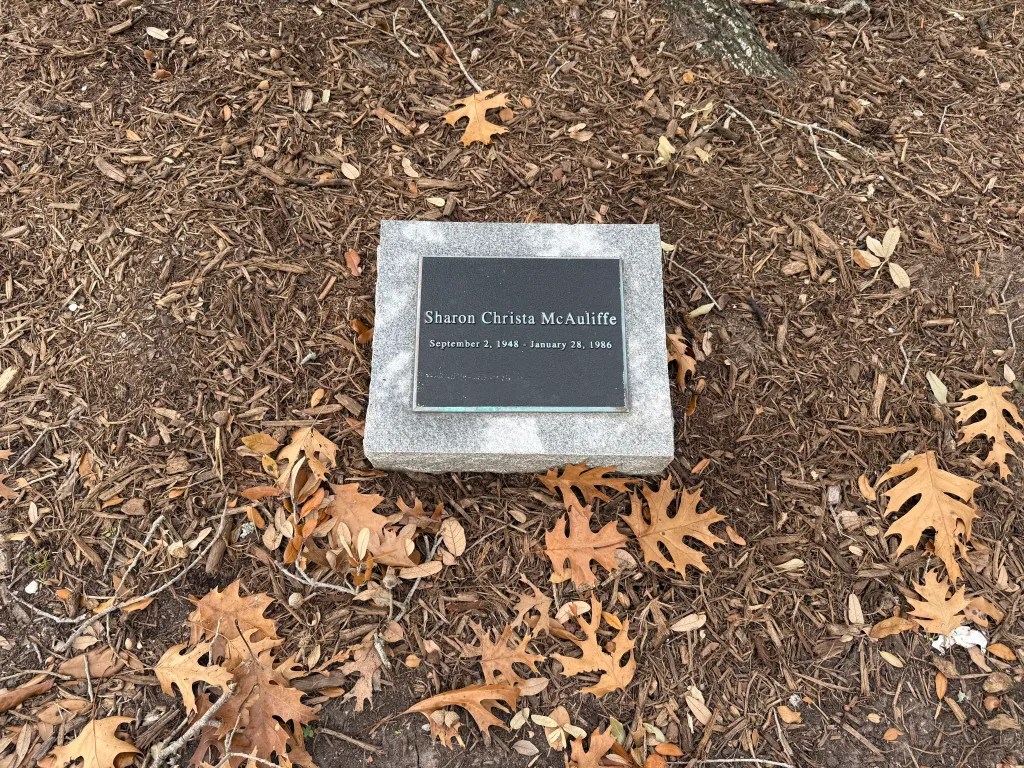 Sharon Christa McAuliffe
September 2, 1948 - January 28, 1986